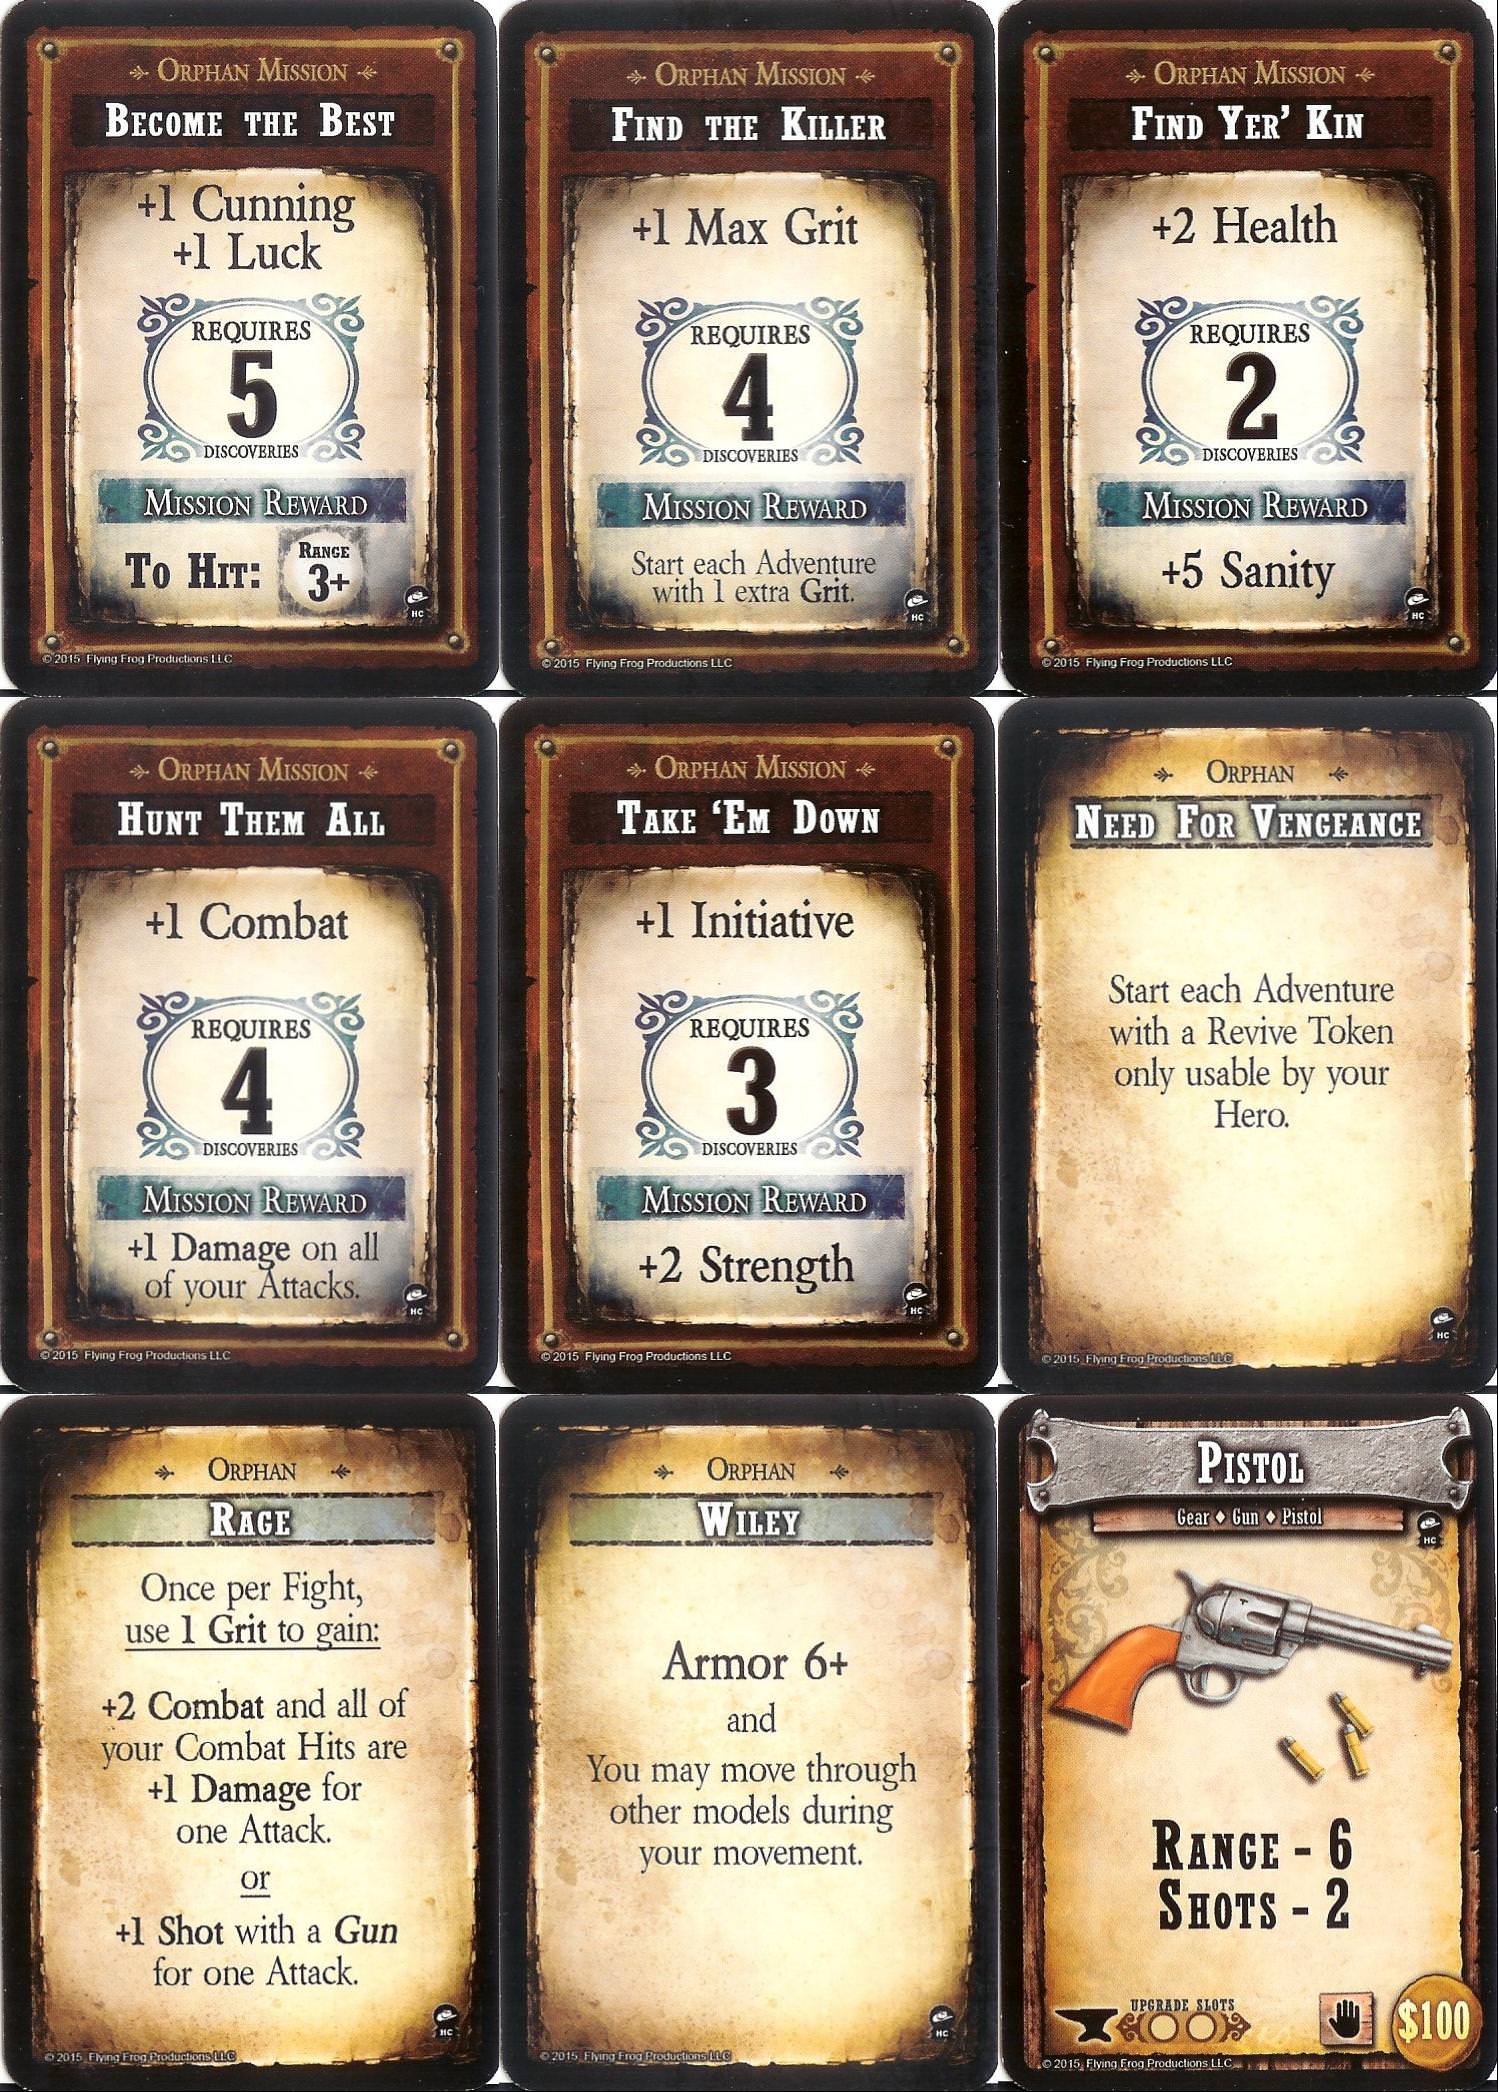 Orphan Mission
Become the Best
+1 Cunning
+1 Luck
REQUIRES
5
DISCOVERIES
Mission Reward
To Hit:
Range
3+
HC
© 2015 Flying Frog Productions LLC
Orphan Mission
Find the Killer
+1 Max Grit
REQUIRES
4
DISCOVERIES
Mission Reward
Start each Adventure
with 1 extra Grit.
HC
© 2015 Flying Frog Productions LLC
Orphan Mission
Find Yer' Kin
+2 Health
REQUIRES
2
DISCOVERIES
Mission Reward
+5 Sanity
HC
© 2015 Flying Frog Productions LLC
Orphan Mission
Hunt Them All
+1 Combat
REQUIRES
4
DISCOVERIES
Mission Reward
+1 Damage on all
of your Attacks.
HC
© 2015 Flying Frog Productions LLC
Orphan Mission
Take 'Em Down
+1 Initiative
REQUIRES
3
DISCOVERIES
Mission Reward
+2 Strength
HC
© 2015 Flying Frog Productions LLC
Orphan
Need For Vengeance
Start each Adventure
with a Revive Token
only usable by your
Hero.
HC
© 2015 Flying Frog Productions LLC
Orphan
Rage
Once per Fight,
use 1 Grit to gain:
+2 Combat and all of
your Combat Hits are
+1 Damage for
one Attack.
or
+1 Shot with a Gun
for one Attack.
HC
© 2015 Flying Frog Productions LLC
Orphan
Wiley
Armor 6+
and
You may move through
other models during
your movement.
HC
© 2015 Flying Frog Productions LLC
Pistol
Gear ♦ Gun ♦ Pistol
HC
Range - 6
Shots - 2
UPGRADE SLOTS
$100
© 2015 Flying Frog Productions LLC